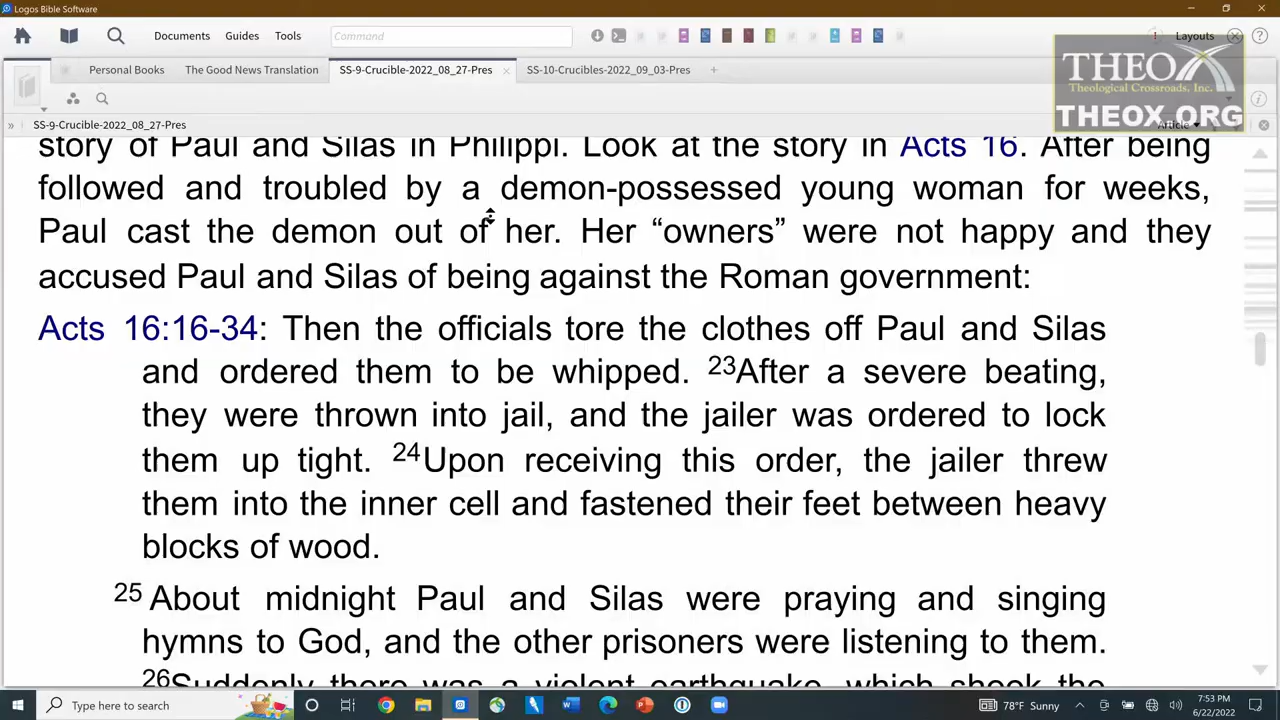 Logos Bible Software
Documents Guides Tools Command Layouts
THEOX
Theological Crossroads, Inc.
THEOX.ORG
Personal Books The Good News Translation SS-9-Crucible-2022_08_27-Pres SS-10-Crucibles-2022_09_03-Pres
SS-9-Crucible-2022_08_27-Pres Article
story of Paul and Silas in Philippi. Look at the story in Acts 16. After being
followed and troubled by a demon-possessed young woman for weeks,
Paul cast the demon out of her. Her “owners” were not happy and they
accused Paul and Silas of being against the Roman government:
Acts 16:16-34: Then the officials tore the clothes off Paul and Silas
and ordered them to be whipped. 23After a severe beating,
they were thrown into jail, and the jailer was ordered to lock
them up tight. 24Upon receiving this order, the jailer threw
them into the inner cell and fastened their feet between heavy
blocks of wood.
25 About midnight Paul and Silas were praying and singing
hymns to God, and the other prisoners were listening to them.
26Suddenly there was a violent earthquake, which shook the
Type here to search 78°F Sunny 7:53 PM
6/22/2022